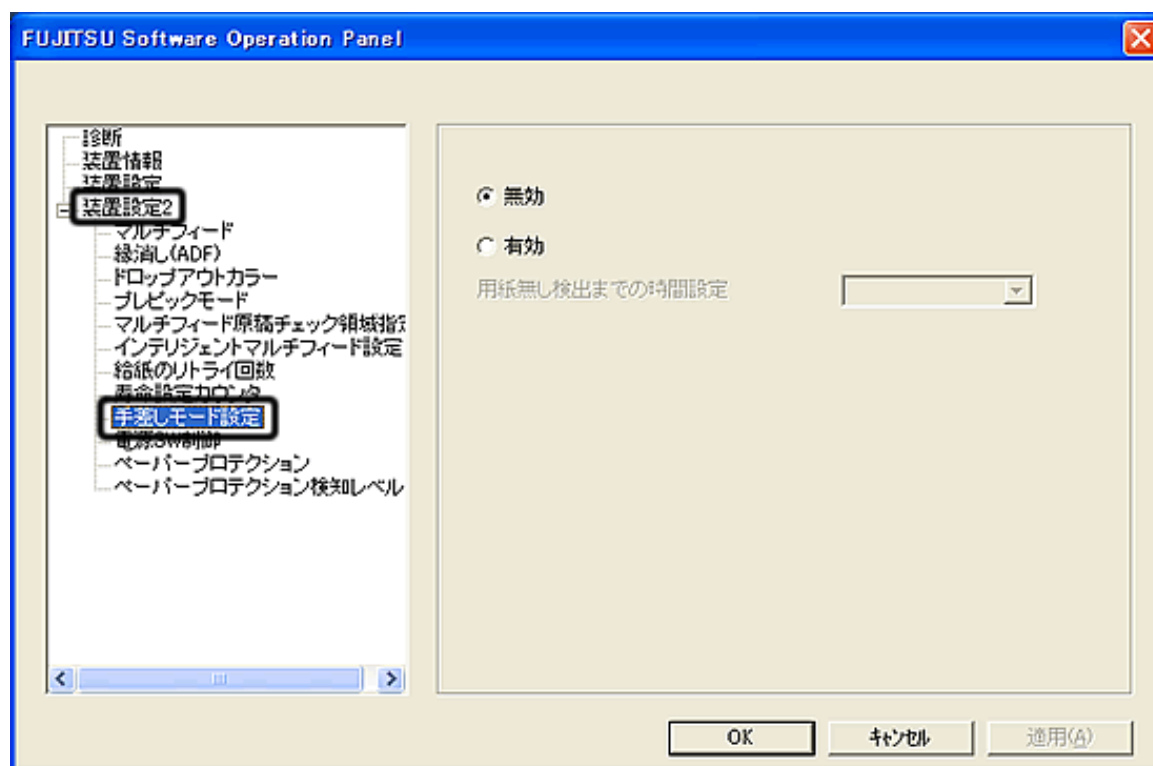 FUJITSU Software Operation Panel
診断
装置情報
装置設定
装置設定2
マルチフィード
縁消し(ADF)
ドロップアウトカラー
プレピックモード
マルチフィード原稿チェック領域指定
インテリジェントマルチフィード設定
給紙のリトライ回数
寿命設定カウンタ
手差しモード設定
電源SW制御
ペーパープロテクション
ペーパープロテクション検知レベル
無効
有効
用紙無し検出までの時間設定
OK
キャンセル
適用(A)